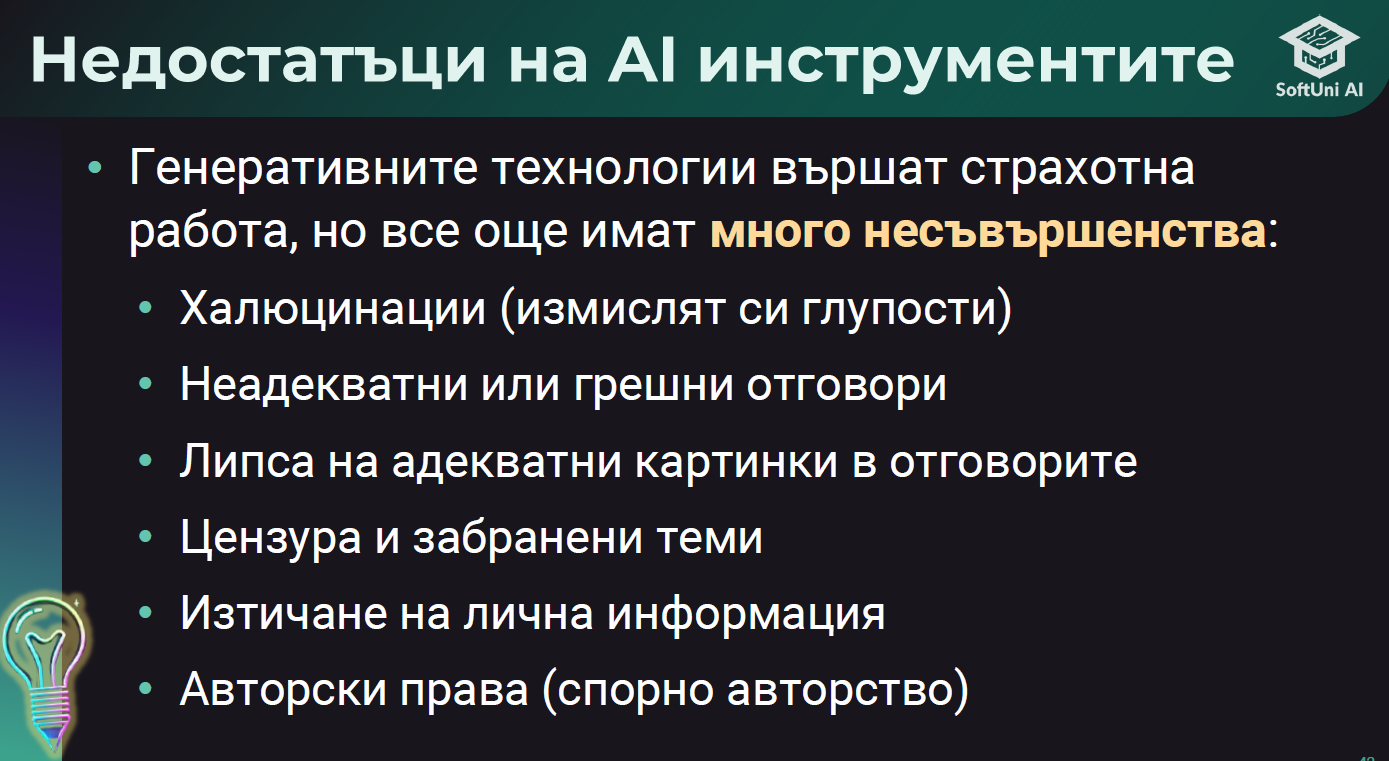 Недостатъци на AI инструментите
SoftUni AI
• Генеративните технологии вършат страхотна
работа, но все още имат много несъвършенства:
• Халюцинации (измислят си глупости)
• Неадекватни или грешни отговори
• Липса на адекватни картинки в отговорите
• Цензура и забранени теми
• Изтичане на лична информация
• Авторски права (спорно авторство)